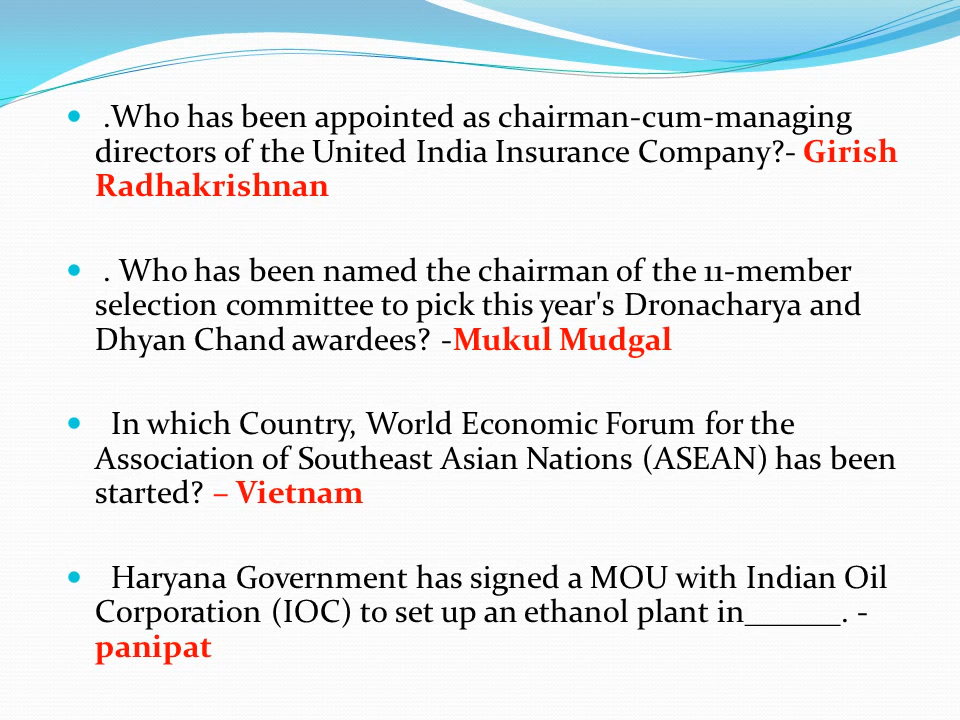 • .Who has been appointed as chairman-cum-managing
directors of the United India Insurance Company?- Girish
Radhakrishnan
• . Who has been named the chairman of the 11-member
selection committee to pick this year's Dronacharya and
Dhyan Chand awardees? -Mukul Mudgal
• In which Country, World Economic Forum for the
Association of Southeast Asian Nations (ASEAN) has been
started? – Vietnam
• Haryana Government has signed a MOU with Indian Oil
Corporation (IOC) to set up an ethanol plant in______. -
panipat